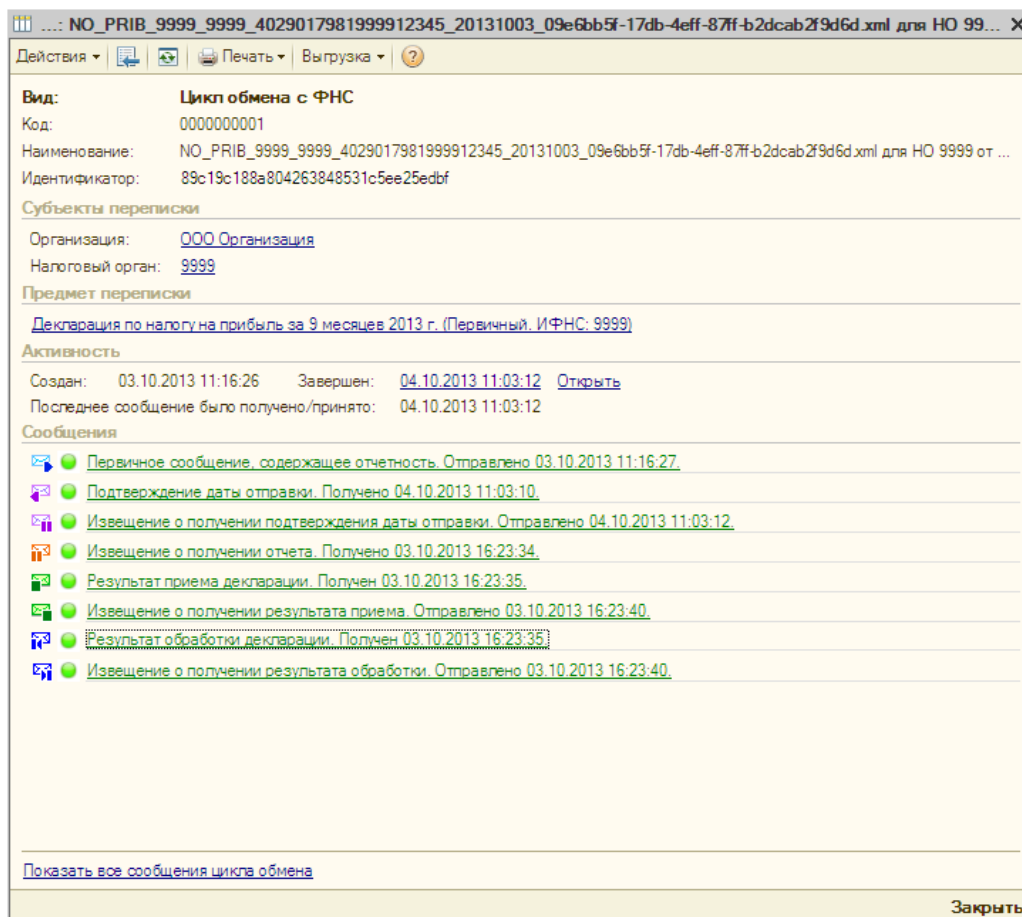 ...: NO_PRIB_9999_9999_4029017981999912345_20131003_09e6bb5f-17db-4eff-87ff-b2dcab2f9d6d.xml для НО 99...
Действия Печать Выгрузка ?
Вид: Цикл обмена с ФНС
Код: 0000000001
Наименование: NO_PRIB_9999_9999_4029017981999912345_20131003_09e6bb5f-17db-4eff-87ff-b2dcab2f9d6d.xml для НО 9999 от ...
Идентификатор: 89c19c188a804263848531c5ee25edbf
Субъекты переписки
Организация: ООО Организация
Налоговый орган: 9999
Предмет переписки
Декларация по налогу на прибыль за 9 месяцев 2013 г. (Первичный. ИФНС: 9999)
Активность
Создан: 03.10.2013 11:16:26 Завершен: 04.10.2013 11:03:12 Открыть
Последнее сообщение было получено/принято: 04.10.2013 11:03:12
Сообщения
Первичное сообщение, содержащее отчетность. Отправлено 03.10.2013 11:16:27.
Подтверждение даты отправки. Получено 04.10.2013 11:03:10.
Извещение о получении подтверждения даты отправки. Отправлено 04.10.2013 11:03:12.
Извещение о получении отчета. Получено 03.10.2013 16:23:34.
Результат приема декларации. Получен 03.10.2013 16:23:35.
Извещение о получении результата приема. Отправлено 03.10.2013 16:23:40.
Результат обработки декларации. Получен 03.10.2013 16:23:35.
Извещение о получении результата обработки. Отправлено 03.10.2013 16:23:40.
Показать все сообщения цикла обмена
Закрыть